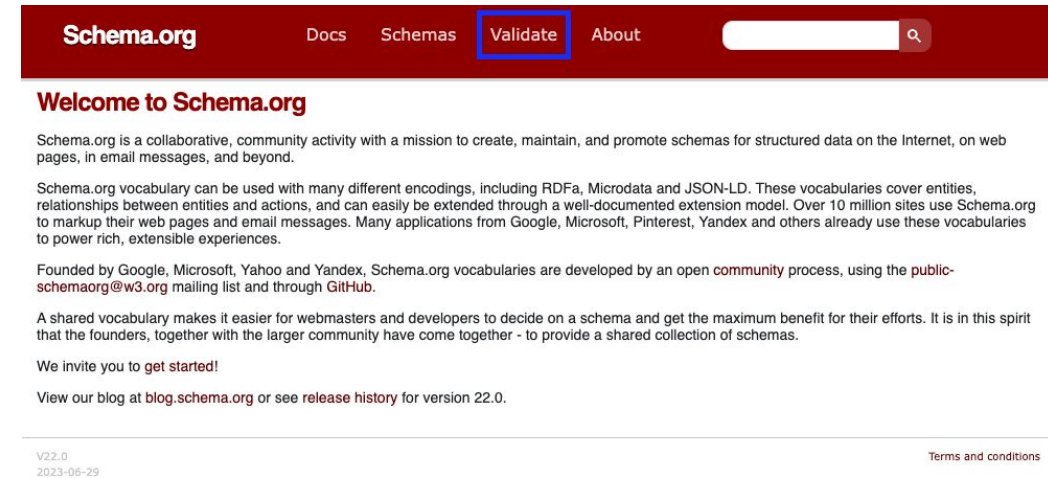 Schema.org Docs Schemas Validate About
Welcome to Schema.org
Schema.org is a collaborative, community activity with a mission to create, maintain, and promote schemas for structured data on the Internet, on web
pages, in email messages, and beyond.
Schema.org vocabulary can be used with many different encodings, including RDFa, Microdata and JSON-LD. These vocabularies cover entities,
relationships between entities and actions, and can easily be extended through a well-documented extension model. Over 10 million sites use Schema.org
to markup their web pages and email messages. Many applications from Google, Microsoft, Pinterest, Yandex and others already use these vocabularies
to power rich, extensible experiences.
Founded by Google, Microsoft, Yahoo and Yandex, Schema.org vocabularies are developed by an open community process, using the public-
schemaorg@w3.org mailing list and through GitHub.
A shared vocabulary makes it easier for webmasters and developers to decide on a schema and get the maximum benefit for their efforts. It is in this spirit
that the founders, together with the larger community have come together - to provide a shared collection of schemas.
We invite you to get started!
View our blog at blog.schema.org or see release history for version 22.0.
V22.0 Terms and conditions
2023-06-29